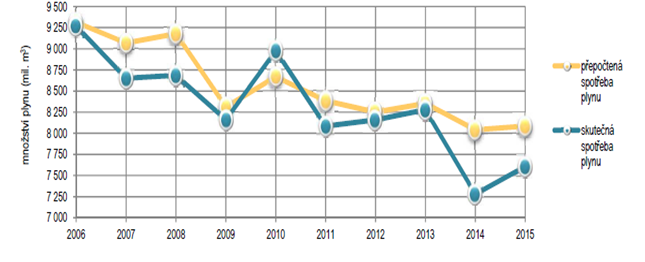 9 500
9 250
9 000
8 750
8 500
8 250
8 000
7 750
7 500
7 250
7 000
množství plynu (mil. m³)
2006 2007 2008 2009 2010 2011 2012 2013 2014 2015
přepočtená
spotřeba
plynu
skutečná
spotřeba
plynu